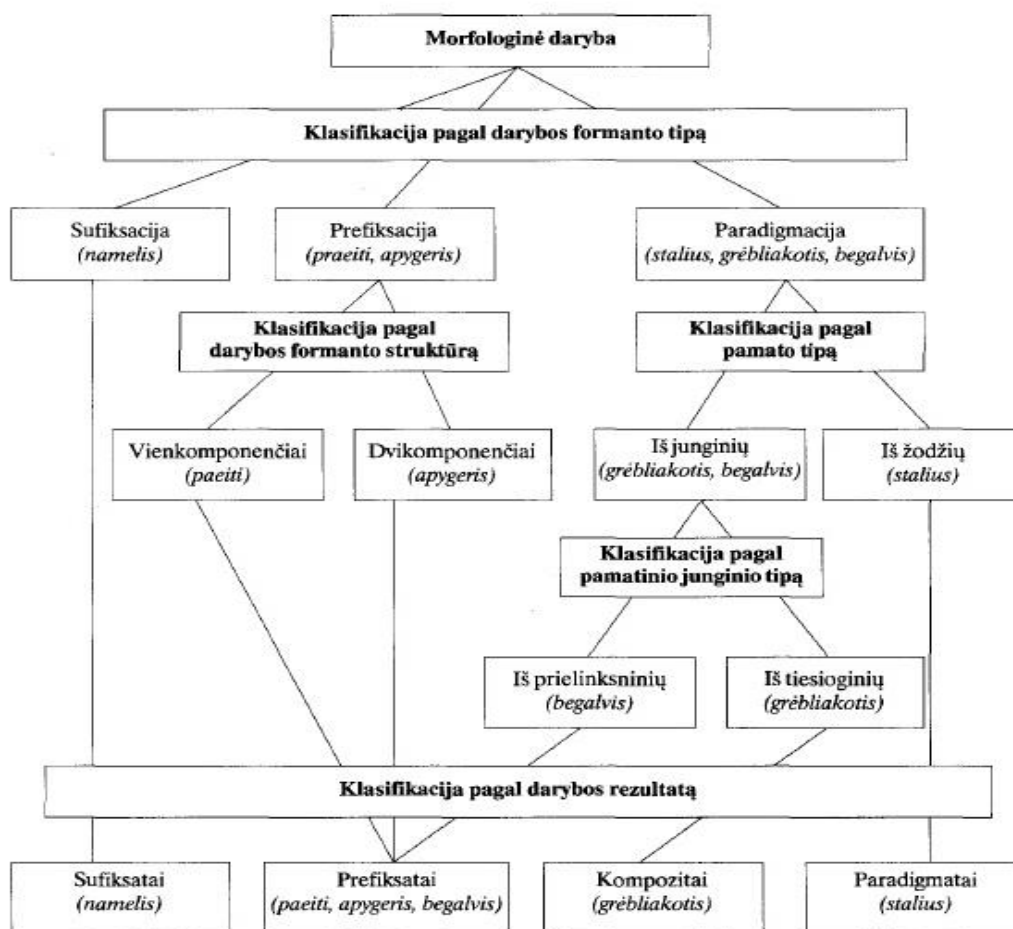 Morfologinė daryba
Klasifikacija pagal darybos formanto tipą
Sufiksacija
(namelis)
Prefiksacija
(praeiti, apygeris)
Paradigmacija
(stalius, grėbliakotis, begalvis)
Klasifikacija pagal
darybos formanto struktūrą
Klasifikacija pagal
pamato tipą
Vienkomponenčiai
(paeiti)
Dvikomponenčiai
(apygeris)
Iš junginių
(grėbliakotis, begalvis)
Iš žodžių
(stalius)
Klasifikacija pagal
pamatinio junginio tipą
Iš prielinksninių
(begalvis)
Iš tiesioginių
(grėbliakotis)
Klasifikacija pagal darybos rezultatą
Sufiksatai
(namelis)
Prefiksatai
(paeiti, apygeris, begalvis)
Kompozitai
(grėbliakotis)
Paradigmatai
(stalius)